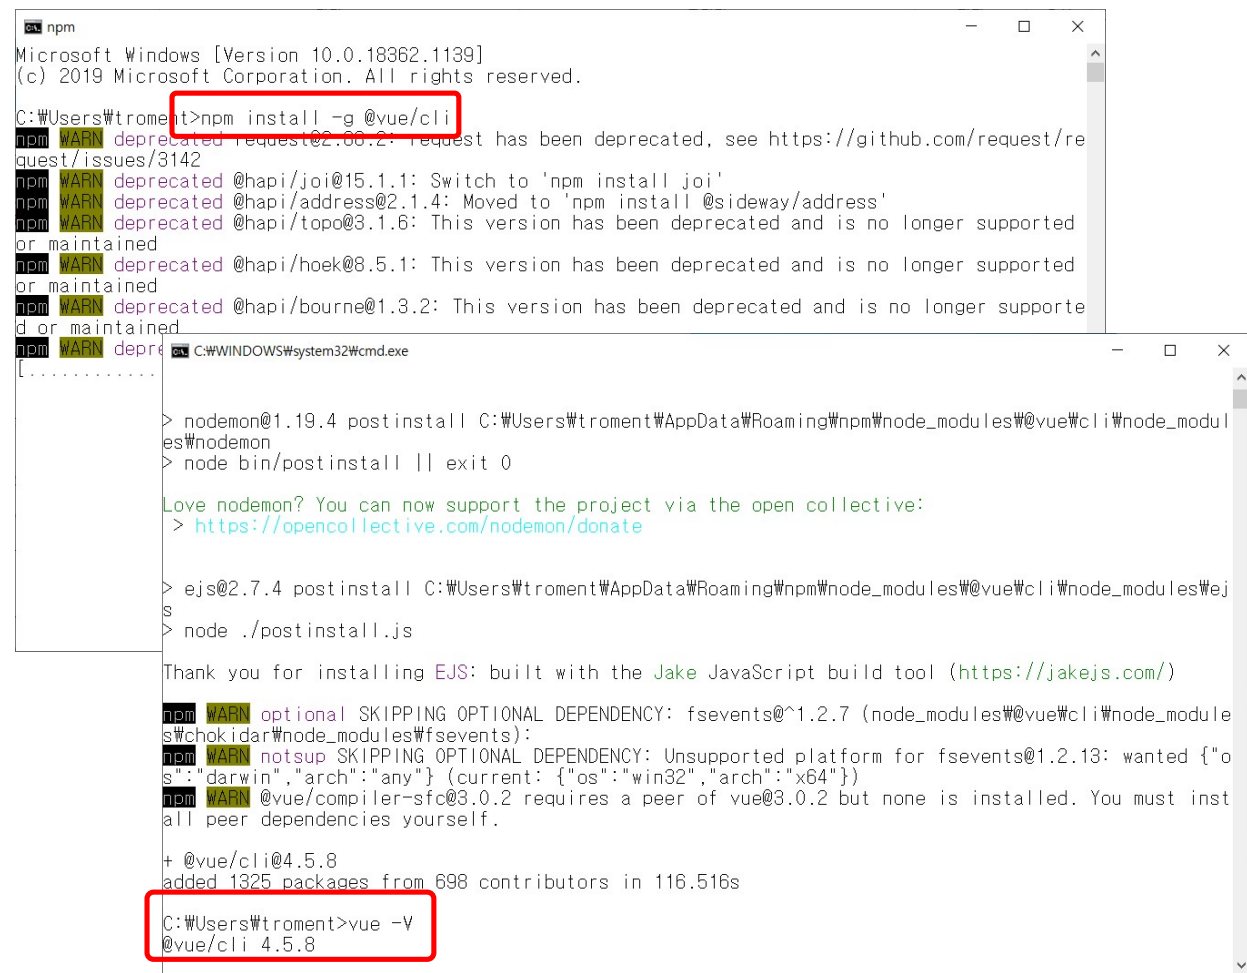 npm
Microsoft Windows [Version 10.0.18362.1139]
(c) 2019 Microsoft Corporation. All rights reserved.
C:₩Users₩troment>npm install -g @vue/cli
npm WARN deprecated request@2.88.2: request has been deprecated, see https://github.com/request/re
quest/issues/3142
npm WARN deprecated @hapi/joi@15.1.1: Switch to 'npm install joi'
npm WARN deprecated @hapi/address@2.1.4: Moved to 'npm install @sideway/address'
npm WARN deprecated @hapi/topo@3.1.6: This version has been deprecated and is no longer supported
or maintained
npm WARN deprecated @hapi/hoek@8.5.1: This version has been deprecated and is no longer supported
or maintained
npm WARN deprecated @hapi/bourne@1.3.2: This version has been deprecated and is no longer supporte
d or maintained
npm WARN depre
[............
C:₩WINDOWS₩system32₩cmd.exe
> nodemon@1.19.4 postinstall C:₩Users₩troment₩AppData₩Roaming₩npm₩node_modules₩@vue₩cli₩node_modul
es₩nodemon
> node bin/postinstall || exit 0
Love nodemon? You can now support the project via the open collective:
> https://opencollective.com/nodemon/donate
> ejs@2.7.4 postinstall C:₩Users₩troment₩AppData₩Roaming₩npm₩node_modules₩@vue₩cli₩node_modules₩ej
s
> node ./postinstall.js
Thank you for installing EJS: built with the Jake JavaScript build tool (https://jakejs.com/)
npm WARN optional SKIPPING OPTIONAL DEPENDENCY: fsevents@^1.2.7 (node_modules₩@vue₩cli₩node_module
s₩chokidar₩node_modules₩fsevents):
npm WARN notsup SKIPPING OPTIONAL DEPENDENCY: Unsupported platform for fsevents@1.2.13: wanted {"o
s":"darwin","arch":"any"} (current: {"os":"win32","arch":"x64"})
npm WARN @vue/compiler-sfc@3.0.2 requires a peer of vue@3.0.2 but none is installed. You must inst
all peer dependencies yourself.
+ @vue/cli@4.5.8
added 1325 packages from 698 contributors in 116.516s
C:₩Users₩troment>vue -V
@vue/cli 4.5.8